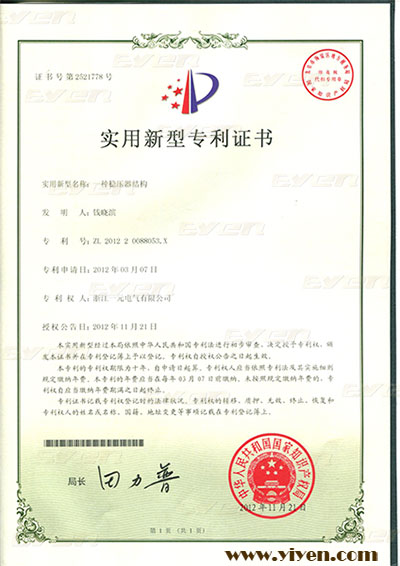 证书号第2521778号
实用新型专利证书
实用新型名称：一种稳压器结构
发 明 人：钱晓滨
专 利 号：ZL 2012 2 0088053.X
专利申请日：2012年03月07日
专 利 权 人：浙江一元电气有限公司
授权公告日：2012年11月21日
本实用新型经过本局依照中华人民共和国专利法进行初步审查，决定授予专利权，颁
发本证书并在专利登记簿上予以登记。专利权自授权公告之日起生效。
本专利的专利权期限为十年，自申请日起算。专利权人应当依照专利法及其实施细则
规定缴纳年费。本专利的年费应当在每年03月07日前缴纳。未按照规定缴纳年费的，专
利权自应当缴纳年费期满之日起终止。
专利证书记载专利权登记时的法律状况。专利权的转移、质押、无效、终止、恢复和
专利权人的姓名或名称、国籍、地址变更等事项记载在专利登记簿上。
局长 田力普
中华人民共和国国家知识产权局
2012年11月21日
第 1 页（共 1 页）
www.yiyen.com